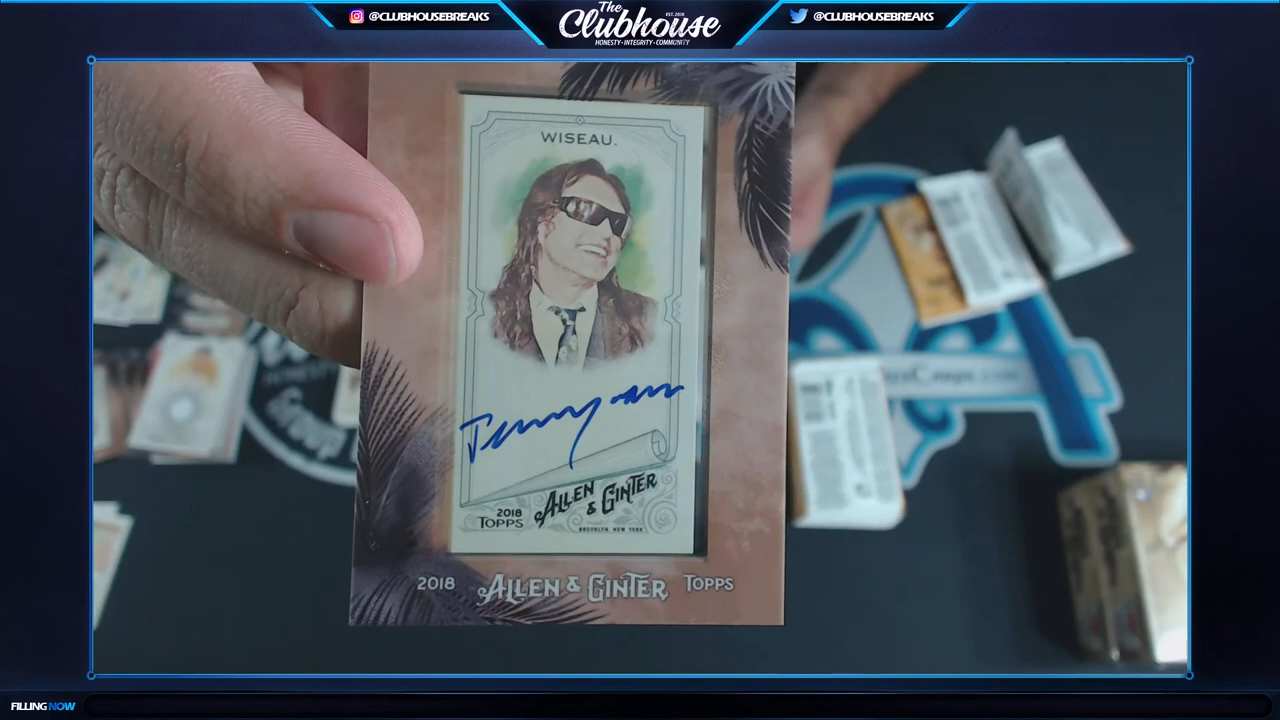 @CLUBHOUSEBREAKS
The
Clubhouse
EST. 2018
HONESTY • INTEGRITY • COMMUNITY
@CLUBHOUSEBREAKS
WISEAU.
2018
TOPPS
ALLEN
& GINTER
BROOKLYN, NEW YORK
2018 ALLEN & GINTER TOPPS
FILLING NOW